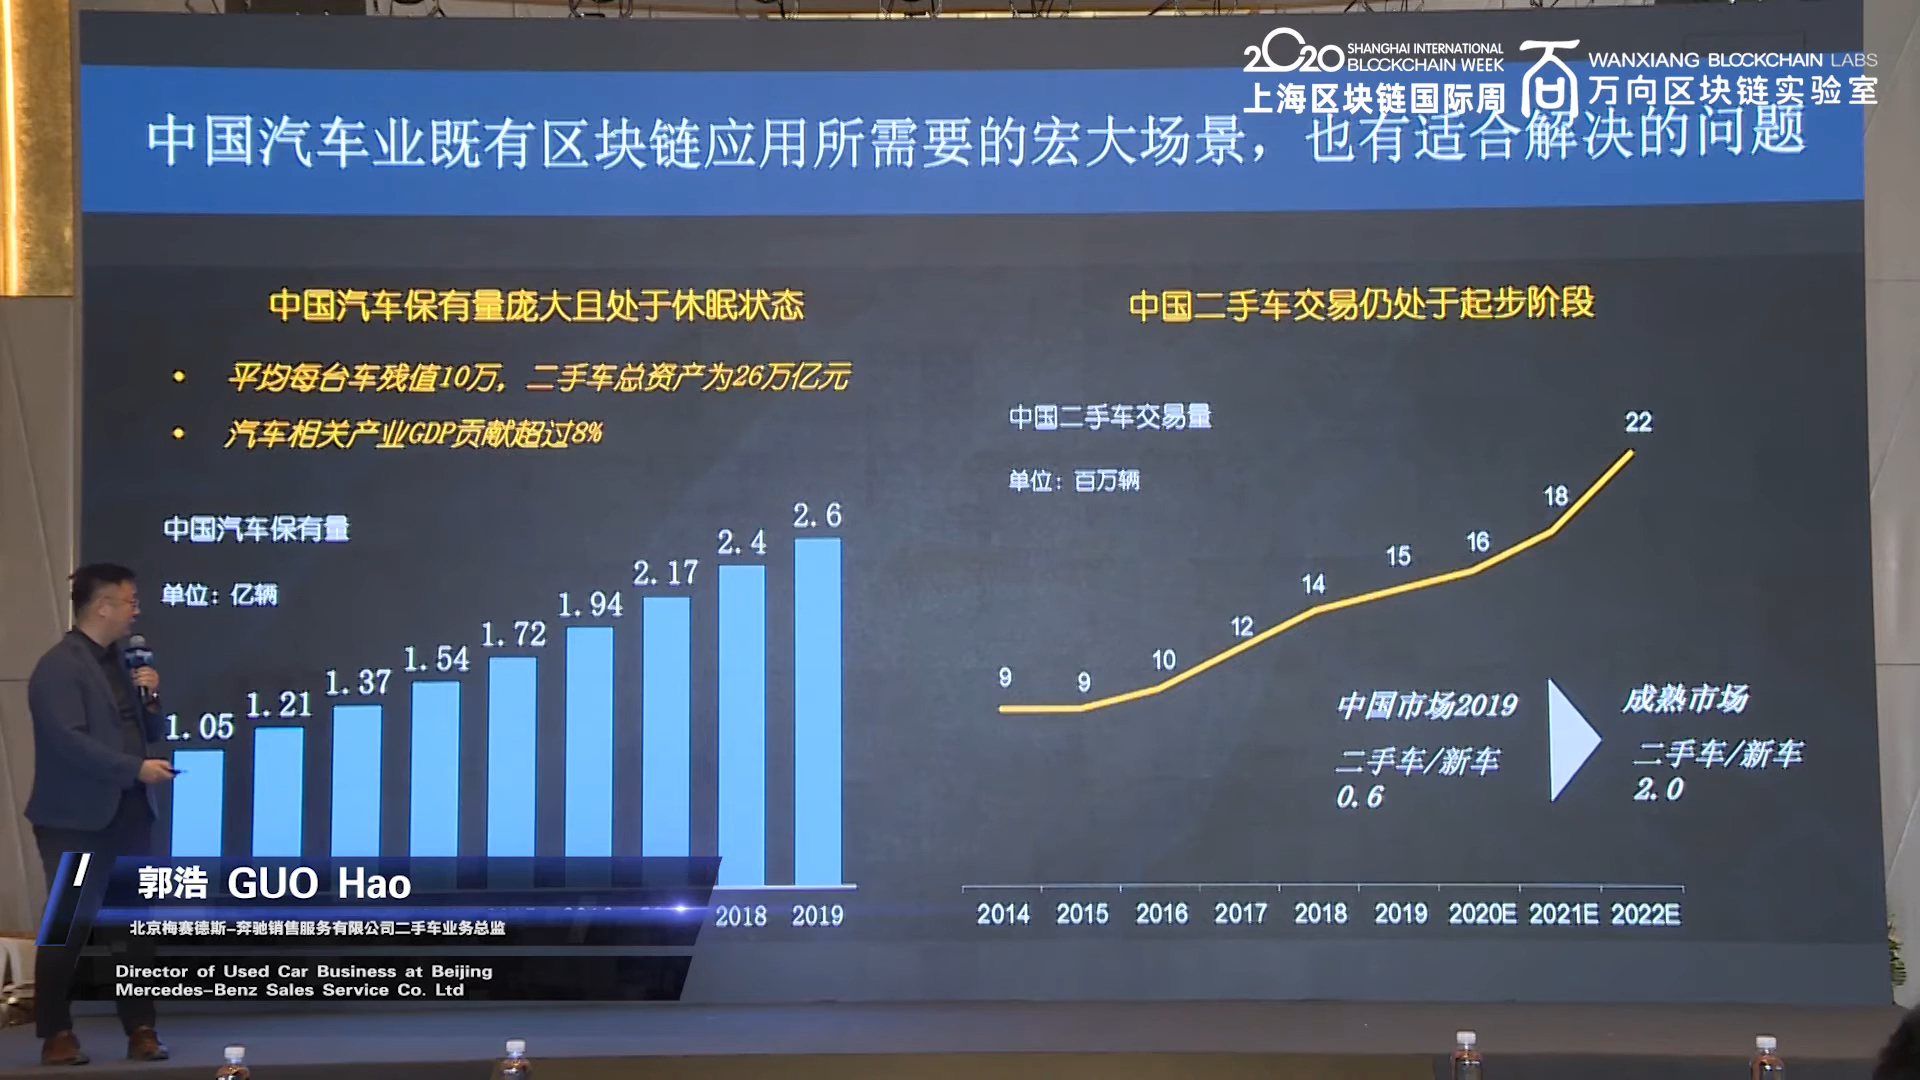 2020 SHANGHAI INTERNATIONAL
BLOCKCHAIN WEEK
上海区块链国际周
WANXIANG BLOCKCHAIN LABS
万向区块链实验室
中国汽车业既有区块链应用所需要的宏大场景，也有适合解决的问题
中国汽车保有量庞大且处于休眠状态
• 平均每台车残值10万，二手车总资产为26万亿元
• 汽车相关产业GDP贡献超过8%
中国汽车保有量
单位：亿辆
1.05
1.21
1.37
1.54
1.72
1.94
2.17
2.4
2.6
2018
2019
中国二手车交易仍处于起步阶段
中国二手车交易量
单位：百万辆
9
9
10
12
14
15
16
18
22
中国市场2019
二手车/新车
0.6
成熟市场
二手车/新车
2.0
2014
2015
2016
2017
2018
2019
2020E
2021E
2022E
郭浩 GUO Hao
北京梅赛德斯-奔驰销售服务有限公司二手车业务总监
Director of Used Car Business at Beijing
Mercedes-Benz Sales Service Co. Ltd